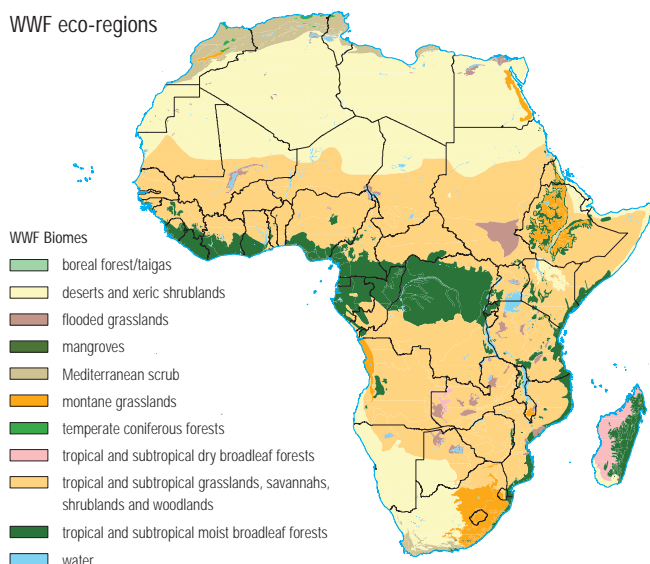 WWF eco-regions
WWF Biomes
boreal forest/taigas
deserts and xeric shrublands
flooded grasslands
mangroves
Mediterranean scrub
montane grasslands
temperate coniferous forests
tropical and subtropical dry broadleaf forests
tropical and subtropical grasslands, savannahs,
shrublands and woodlands
tropical and subtropical moist broadleaf forests
water